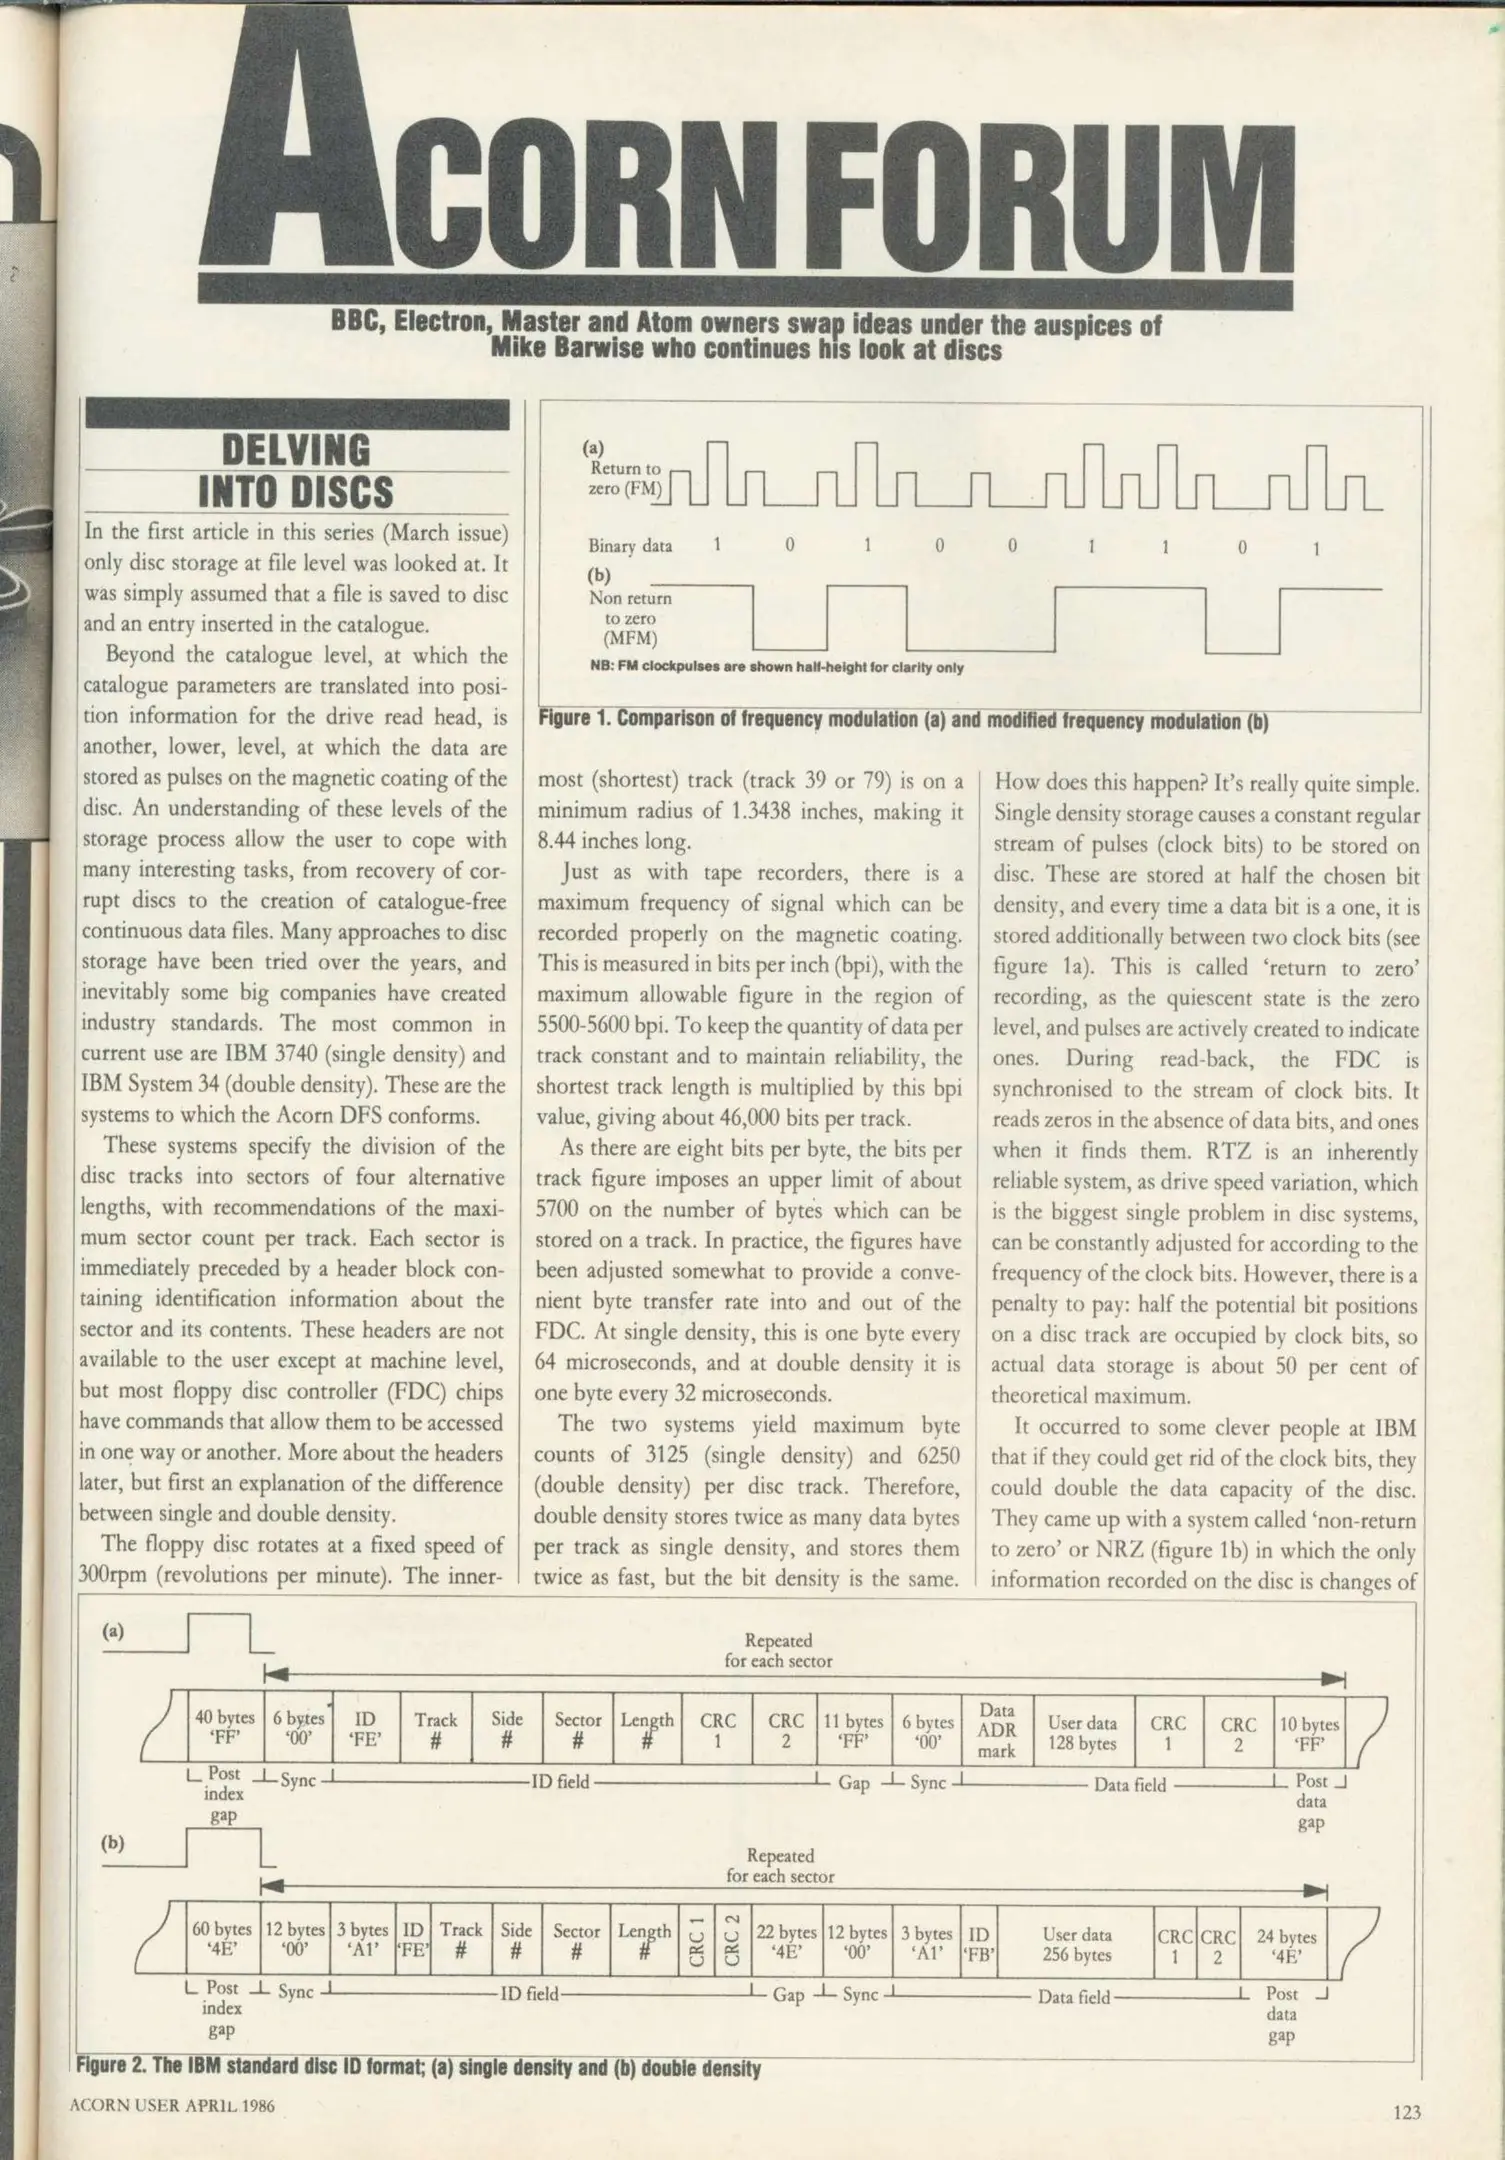 ACORN FORUM
BBC, Electron, Master and Atom owners swap ideas under the auspices of
Mike Barwise who continues his look at discs
DELVING
INTO DISCS
In the first article in this series (March issue)
only disc storage at file level was looked at. It
was simply assumed that a file is saved to disc
and an entry inserted in the catalogue.
Beyond the catalogue level, at which the
catalogue parameters are translated into posi-
tion information for the drive read head, is
another, lower, level, at which the data are
stored as pulses on the magnetic coating of the
disc. An understanding of these levels of the
storage process allow the user to cope with
many interesting tasks, from recovery of cor-
rupt discs to the creation of catalogue-free
continuous data files. Many approaches to disc
storage have been tried over the years, and
inevitably some big companies have created
industry standards. The most common in
current use are IBM 3740 (single density) and
IBM System 34 (double density). These are the
systems to which the Acorn DFS conforms.
These systems specify the division of the
disc tracks into sectors of four alternative
lengths, with recommendations of the maxi-
mum sector count per track. Each sector is
immediately preceded by a header block con-
taining identification information about the
sector and its contents. These headers are not
available to the user except at machine level,
but most floppy disc controller (FDC) chips
have commands that allow them to be accessed
in one way or another. More about the headers
later, but first an explanation of the difference
between single and double density.
The floppy disc rotates at a fixed speed of
300rpm (revolutions per minute). The inner-
(a)
Return to
zero (FM)
Binary data 1 0 1 0 0 1 1 0 1
(b)
Non return
to zero
(MFM)
NB: FM clockpulses are shown half-height for clarity only
Figure 1. Comparison of frequency modulation (a) and modified frequency modulation (b)
most (shortest) track (track 39 or 79) is on a
minimum radius of 1.3438 inches, making it
8.44 inches long.
Just as with tape recorders, there is a
maximum frequency of signal which can be
recorded properly on the magnetic coating.
This is measured in bits per inch (bpi), with the
maximum allowable figure in the region of
5500-5600 bpi. To keep the quantity of data per
track constant and to maintain reliability, the
shortest track length is multiplied by this bpi
value, giving about 46,000 bits per track.
As there are eight bits per byte, the bits per
track figure imposes an upper limit of about
5700 on the number of bytes which can be
stored on a track. In practice, the figures have
been adjusted somewhat to provide a conve-
nient byte transfer rate into and out of the
FDC. At single density, this is one byte every
64 microseconds, and at double density it is
one byte every 32 microseconds.
The two systems yield maximum byte
counts of 3125 (single density) and 6250
(double density) per disc track. Therefore,
double density stores twice as many data bytes
per track as single density, and stores them
twice as fast, but the bit density is the same.
How does this happen? It's really quite simple.
Single density storage causes a constant regular
stream of pulses (clock bits) to be stored on
disc. These are stored at half the chosen bit
density, and every time a data bit is a one, it is
stored additionally between two clock bits (see
figure 1a). This is called 'return to zero'
recording, as the quiescent state is the zero
level, and pulses are actively created to indicate
ones. During read-back, the FDC is
synchronised to the stream of clock bits. It
reads zeros in the absence of data bits, and ones
when it finds them. RTZ is an inherently
reliable system, as drive speed variation, which
is the biggest single problem in disc systems,
can be constantly adjusted for according to the
frequency of the clock bits. However, there is a
penalty to pay: half the potential bit positions
on a disc track are occupied by clock bits, so
actual data storage is about 50 per cent of
theoretical maximum.
It occurred to some clever people at IBM
that if they could get rid of the clock bits, they
could double the data capacity of the disc.
They came up with a system called 'non-return
to zero' or NRZ (figure 1b) in which the only
information recorded on the disc is changes of
(a)
Repeated
for each sector
40 bytes 'FF'
6 bytes '00'
ID 'FE'
Track #
Side #
Sector #
Length #
CRC 1
CRC 2
11 bytes 'FF'
6 bytes '00'
Data ADR mark
User data 128 bytes
CRC 1
CRC 2
10 bytes 'FF'
Post index gap
Sync
ID field
Gap
Sync
Data field
Post data gap
(b)
Repeated
for each sector
60 bytes '4E'
12 bytes '00'
3 bytes 'A1'
ID 'FE'
Track #
Side #
Sector #
Length #
CRC 1
CRC 2
22 bytes '4E'
12 bytes '00'
3 bytes 'A1'
ID 'FB'
User data 256 bytes
CRC 1
CRC 2
24 bytes '4E'
Post index gap
Sync
ID field
Gap
Sync
Data field
Post data gap
Figure 2. The IBM standard disc ID format; (a) single density and (b) double density
ACORN USER APRIL 1986
123